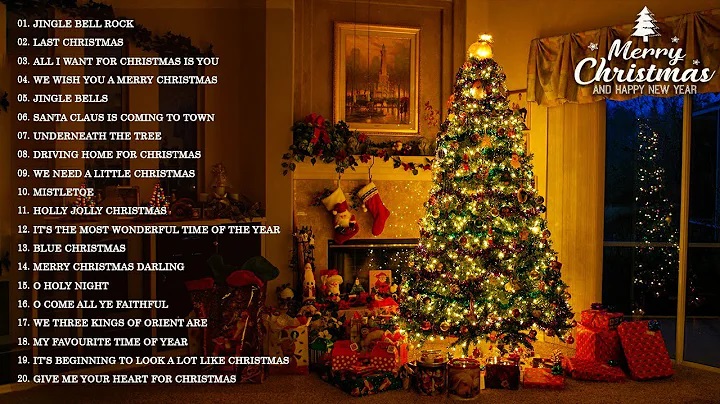 01. JINGLE BELL ROCK
02. LAST CHRISTMAS
03. ALL I WANT FOR CHRISTMAS IS YOU
04. WE WISH YOU A MERRY CHRISTMAS
05. JINGLE BELLS
06. SANTA CLAUS IS COMING TO TOWN
07. UNDERNEATH THE TREE
08. DRIVING HOME FOR CHRISTMAS
09. WE NEED A LITTLE CHRISTMAS
10. MISTLETOE
11. HOLLY JOLLY CHRISTMAS
12. IT'S THE MOST WONDERFUL TIME OF THE YEAR
13. BLUE CHRISTMAS
14. MERRY CHRISTMAS DARLING
15. O HOLY NIGHT
16. O COME ALL YE FAITHFUL
17. WE THREE KINGS OF ORIENT ARE
18. MY FAVOURITE TIME OF YEAR
19. IT'S BEGINNING TO LOOK A LOT LIKE CHRISTMAS
20. GIVE ME YOUR HEART FOR CHRISTMAS
Merry
Christmas
AND HAPPY NEW YEAR